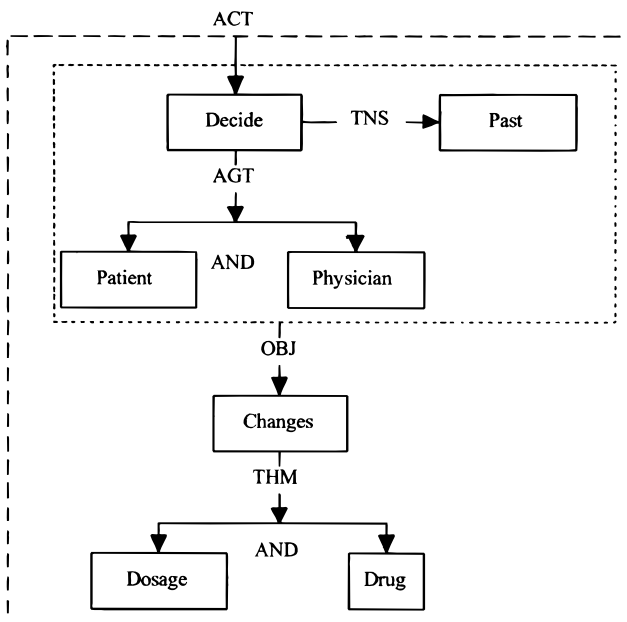 ACT
Decide
TNS
Past
AGT
Patient
AND
Physician
OBJ
Changes
THM
AND
Dosage
Drug